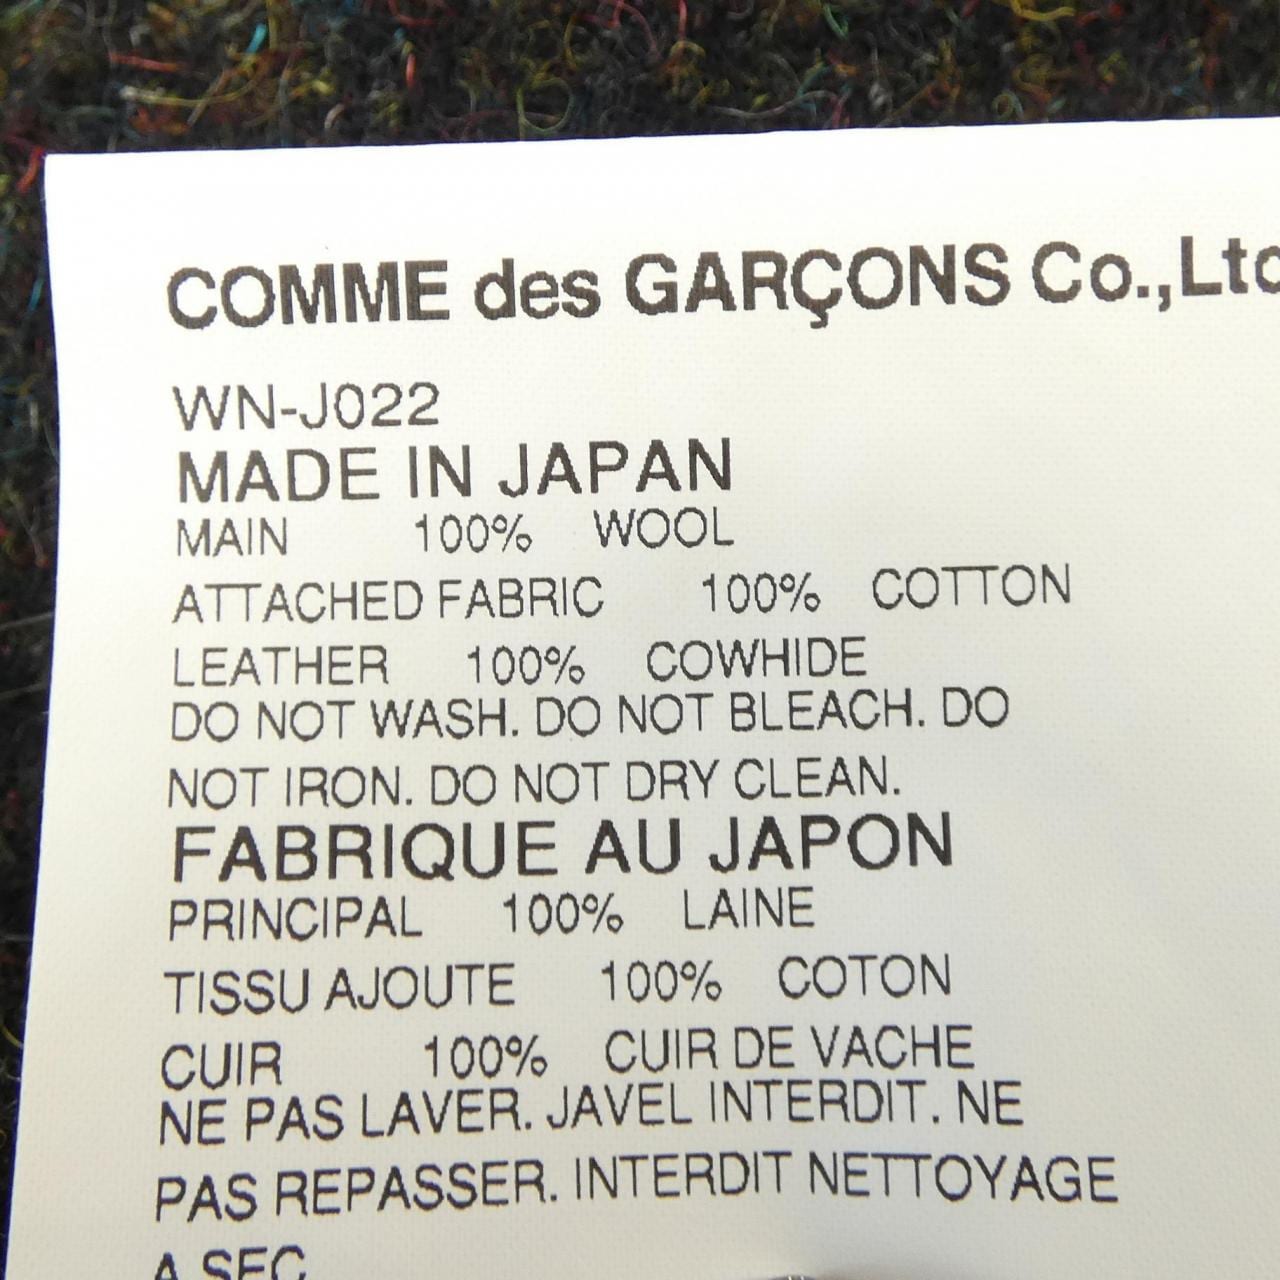 COMME des GARÇONS Co.,Ltd
WN-J022
MADE IN JAPAN
MAIN 100% WOOL
ATTACHED FABRIC 100% COTTON
LEATHER 100% COWHIDE
DO NOT WASH. DO NOT BLEACH. DO
NOT IRON. DO NOT DRY CLEAN.
FABRIQUE AU JAPON
PRINCIPAL 100% LAINE
TISSU AJOUTE 100% COTON
CUIR 100% CUIR DE VACHE
NE PAS LAVER. JAVEL INTERDIT. NE
PAS REPASSER. INTERDIT NETTOYAGE
A SEC